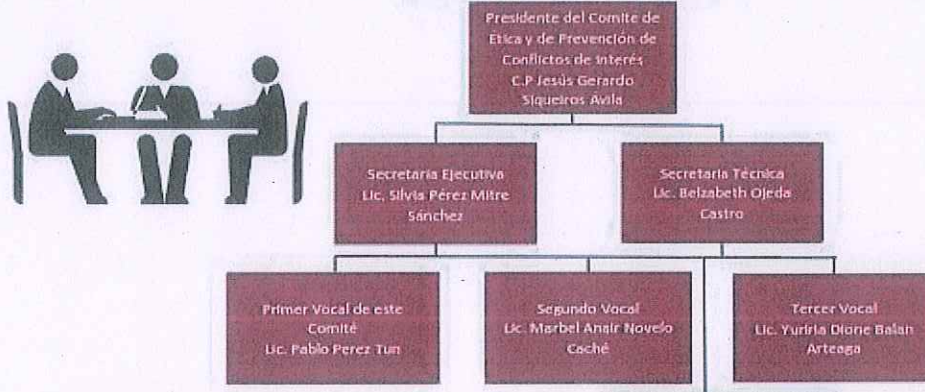 Presidente del Comite de
Etica y de Prevención de
Conflictos de Interés
C.P Jesús Gerardo
Siqueiros Ávila
Secretaria Ejecutiva
Lic. Silvia Pérez Mitre
Sánchez
Secretaria Técnica
Lic. Belzabeth Ojeda
Castro
Primer Vocal de este
Comité
Lic. Pablo Perez Tun
Segundo Vocal
Lic. Marbel Anair Novelo
Caché
Tercer Vocal
Lic. Yuriria Dione Balan
Arteaga